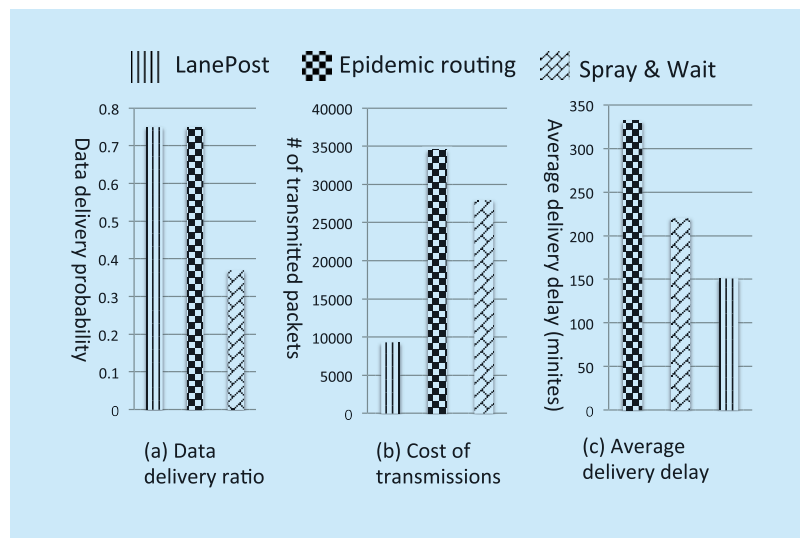 LanePost
Epidemic routing
Spray & Wait
Data delivery probability
0.8
0.7
0.6
0.5
0.4
0.3
0.2
0.1
0
(a) Data
delivery ratio
# of transmitted packets
40000
35000
30000
25000
20000
15000
10000
5000
0
(b) Cost of
transmissions
Average delivery delay (minites)
350
300
250
200
150
100
50
0
(c) Average
delivery delay